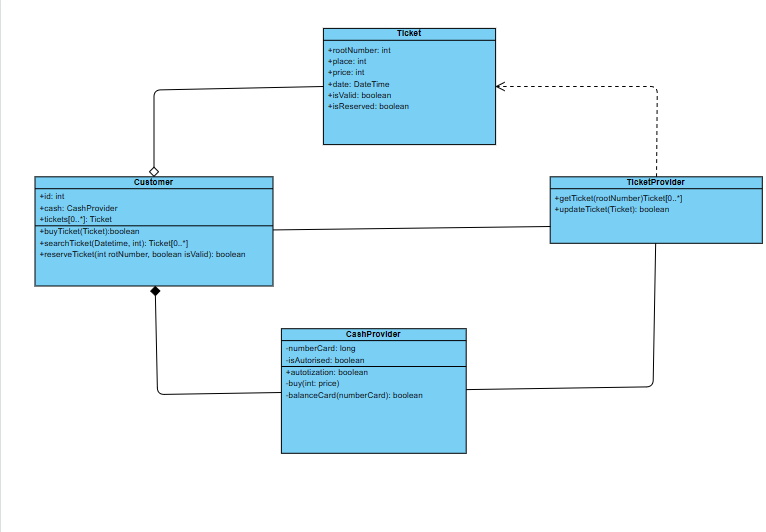 Ticket
+rootNumber: int
+place: int
+price: int
+date: DateTime
+isValid: boolean
+isReserved: boolean
Customer
+id: int
+cash: CashProvider
+tickets[0..*]: Ticket
+buyTicket(Ticket):boolean
+searchTicket(Datetime, int): Ticket[0..*]
+reserveTicket(int rotNumber, boolean isValid): boolean
TicketProvider
+getTicket(rootNumber)Ticket[0..*]
+updateTicket(Ticket): boolean
CashProvider
-numberCard: long
-isAutorised: boolean
+autotization: boolean
-buy(int: price)
-balanceCard(numberCard): boolean